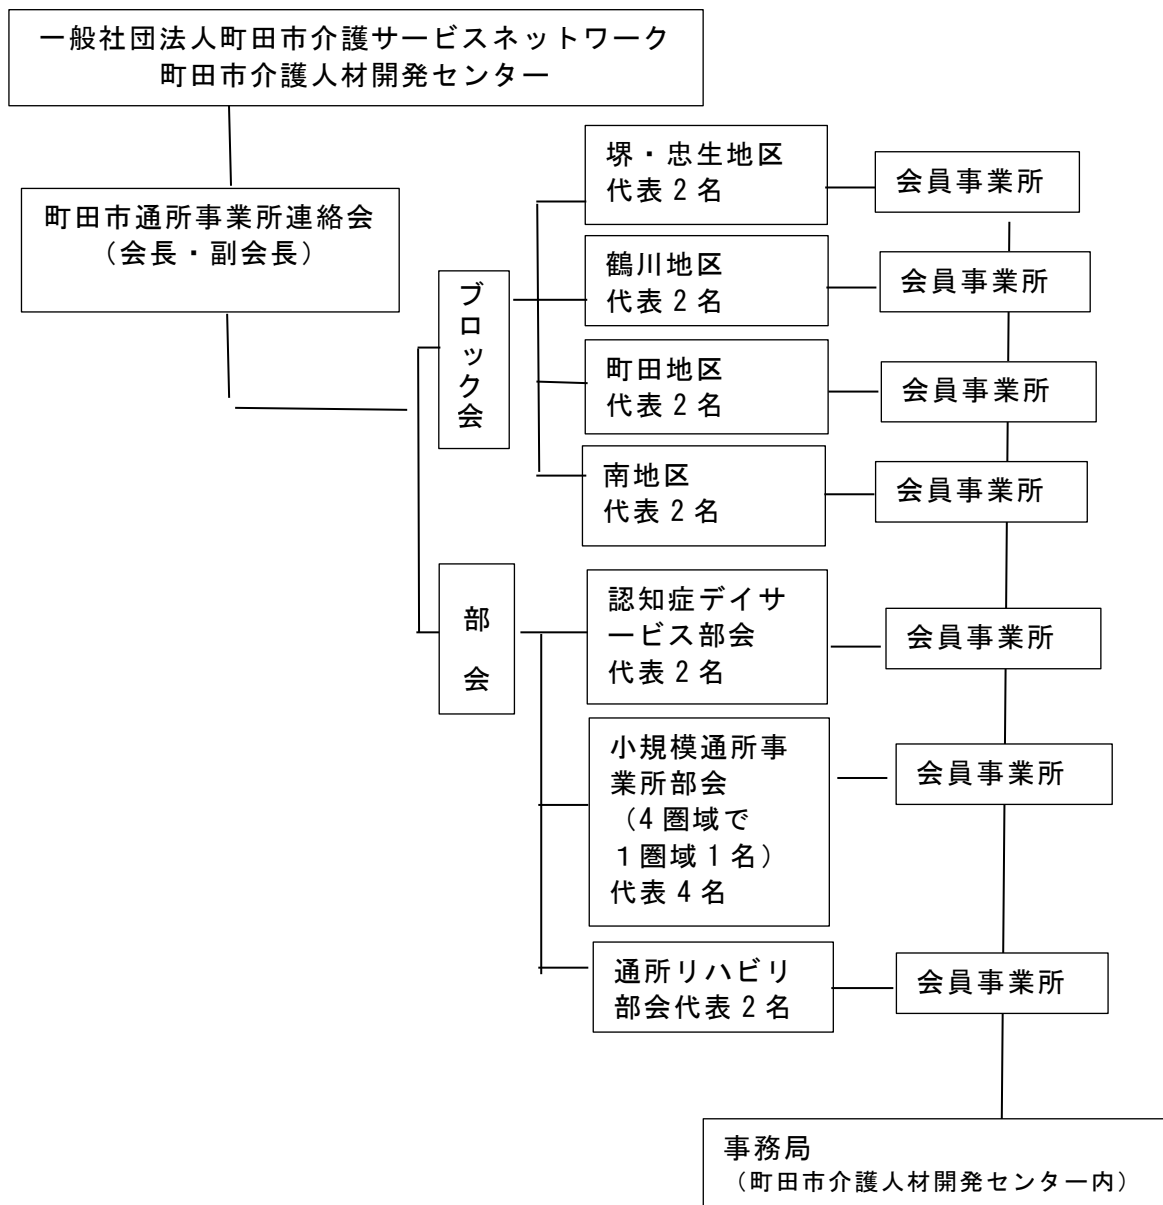 一般社団法人町田市介護サービスネットワーク
町田市介護人材開発センター
町田市通所事業所連絡会
（会長・副会長）
ブロック会
堺・忠生地区
代表２名
会員事業所
鶴川地区
代表２名
会員事業所
町田地区
代表２名
会員事業所
南地区
代表２名
会員事業所
部会
認知症デイサ
ービス部会
代表２名
会員事業所
小規模通所事
業所部会
（4 圏域で
１圏域１名）
代表４名
会員事業所
通所リハビリ
部会代表２名
会員事業所
事務局
（町田市介護人材開発センター内）